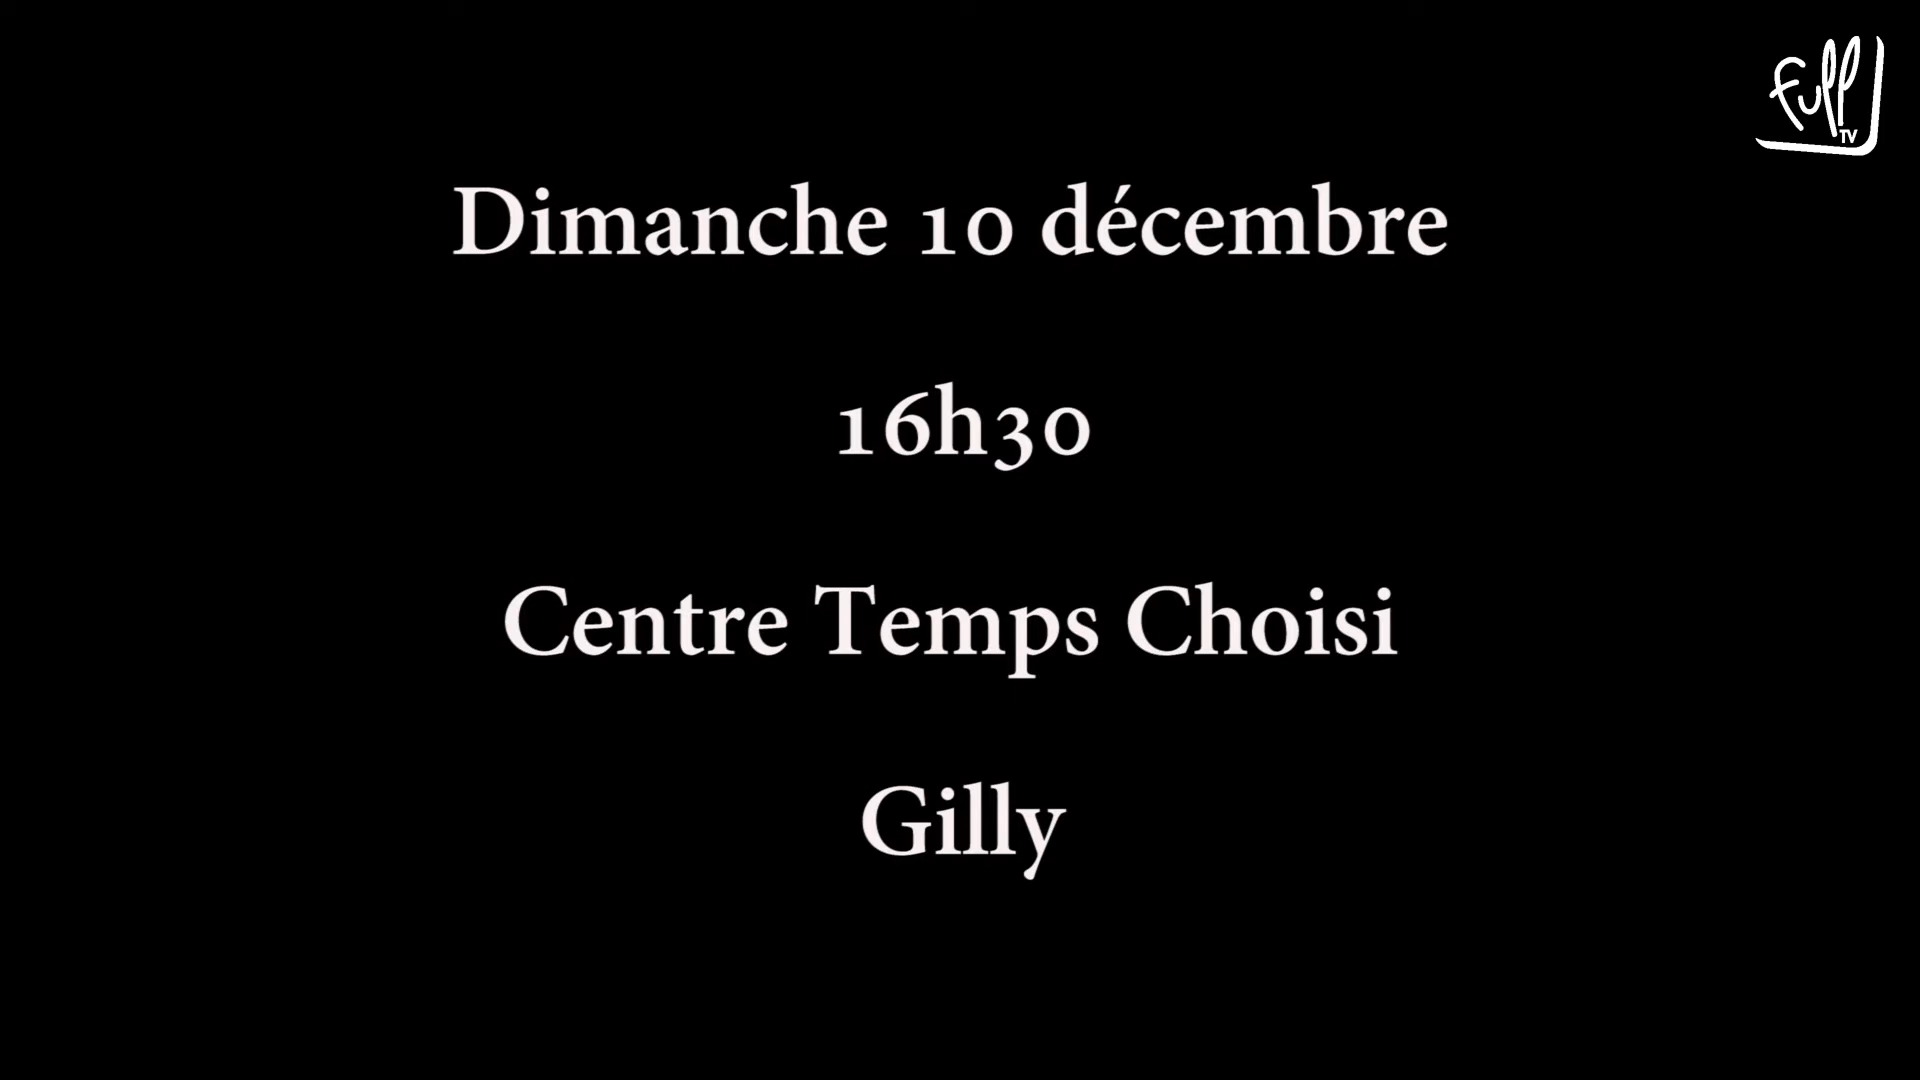 Full
TV
Dimanche 10 décembre
16h30
Centre Temps Choisi
Gilly